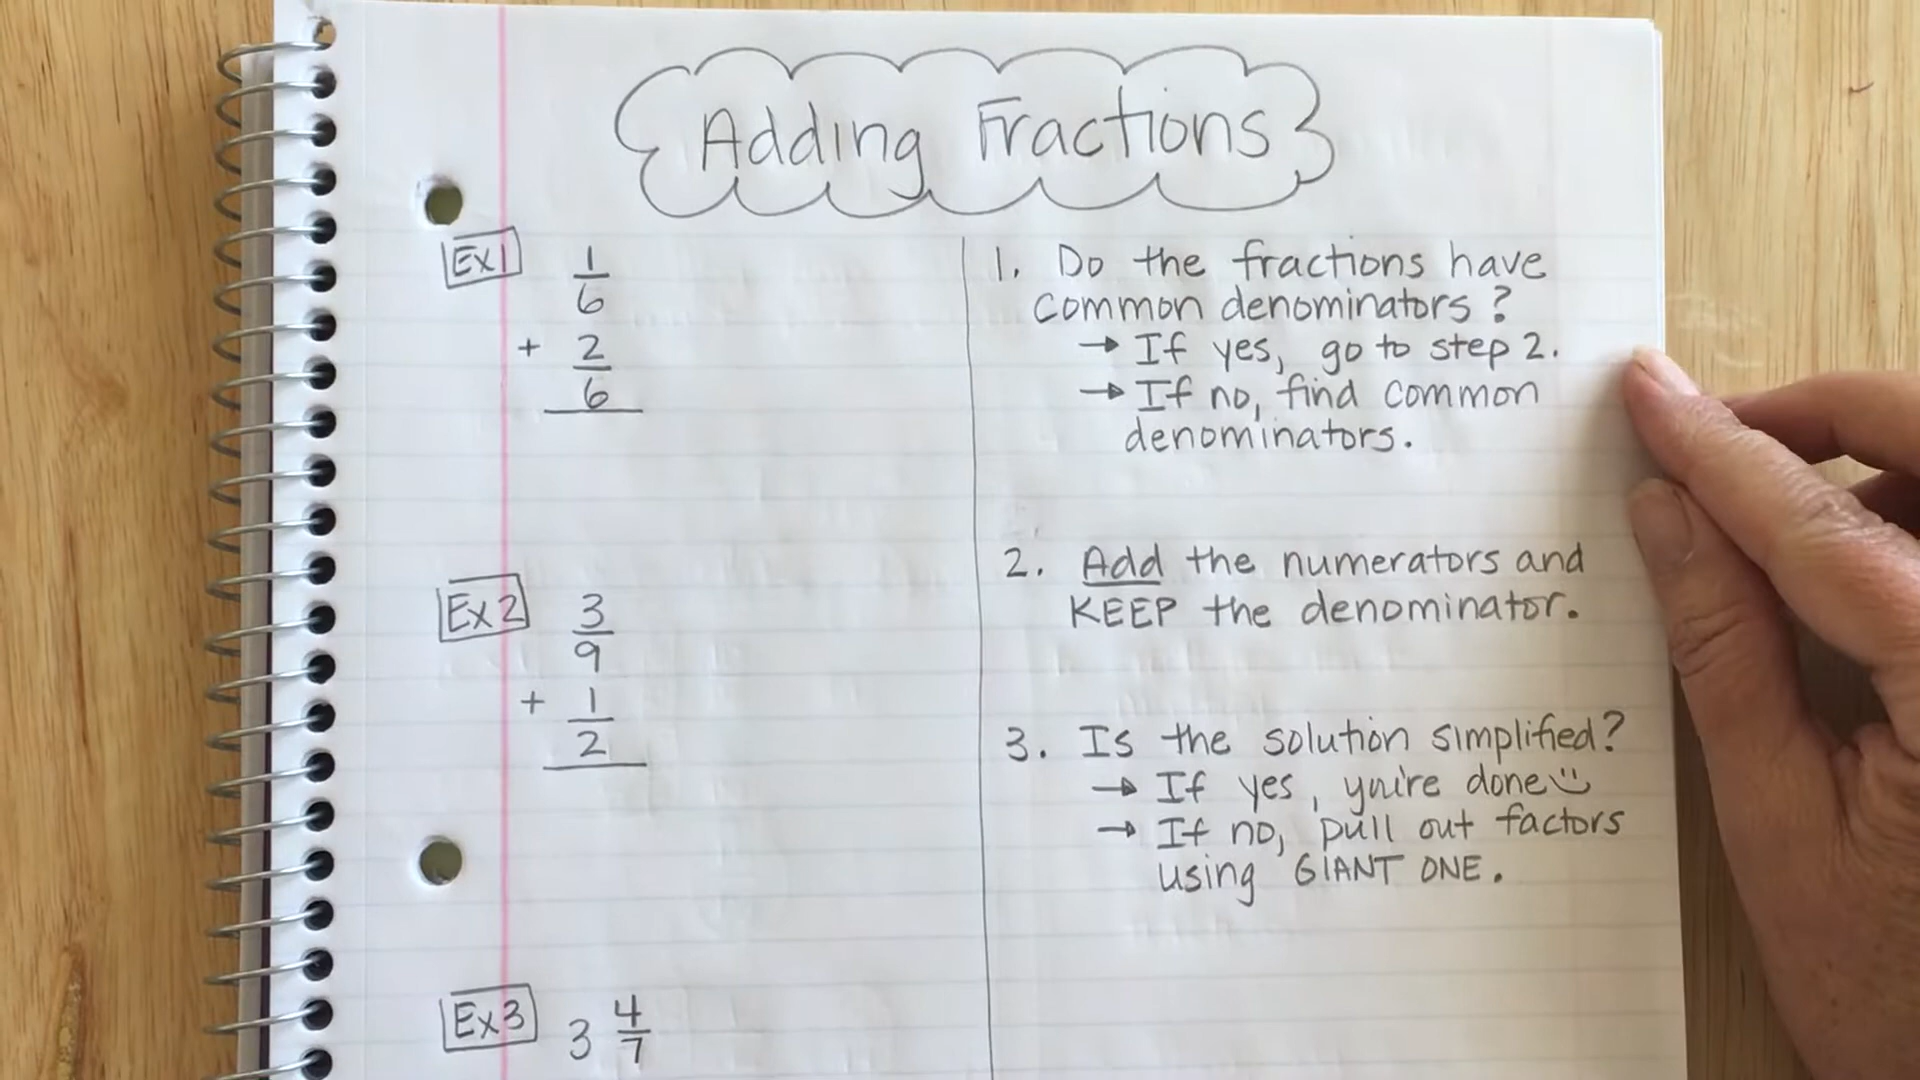 Adding Fractions
Ex1
1
6
+ 2
6
Ex2
3
9
+ 1
2
Ex3 3 4
7
1. Do the fractions have
common denominators?
→ If yes, go to step 2.
→ If no, find common
denominators.
2. Add the numerators and
KEEP the denominator.
3. Is the solution simplified?
→ If yes, you're done
→ If no, pull out factors
using GIANT ONE.